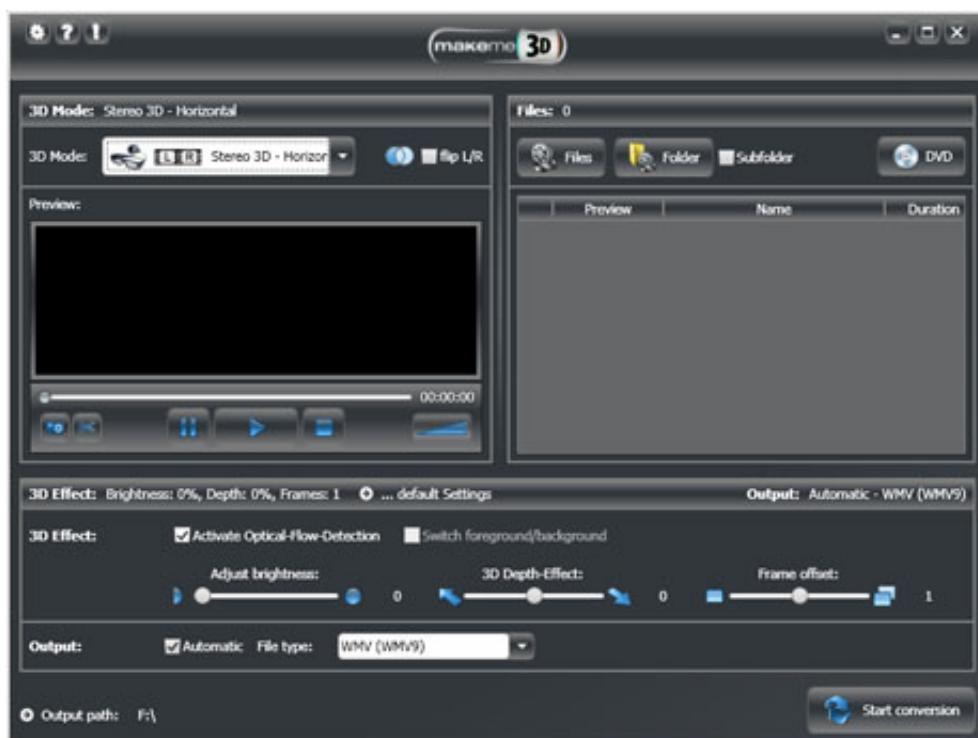 ? !
makeme 3D
3D Mode: Stereo 3D - Horizontal
3D Mode: L R Stereo 3D - Horizor flip L/R
Preview:
00:00:00
Files: 0
Files Folder Subfolder DVD
Preview Name Duration
3D Effect: Brightness: 0%, Depth: 0%, Frames: 1 ... default Settings Output: Automatic - WMV (WMV9)
3D Effect: Activate Optical-Flow-Detection Switch foreground/background
Adjust brightness: 3D Depth-Effect: Frame offset:
0 0 1
Output: Automatic File type: WMV (WMV9)
Output path: F:\ Start conversion